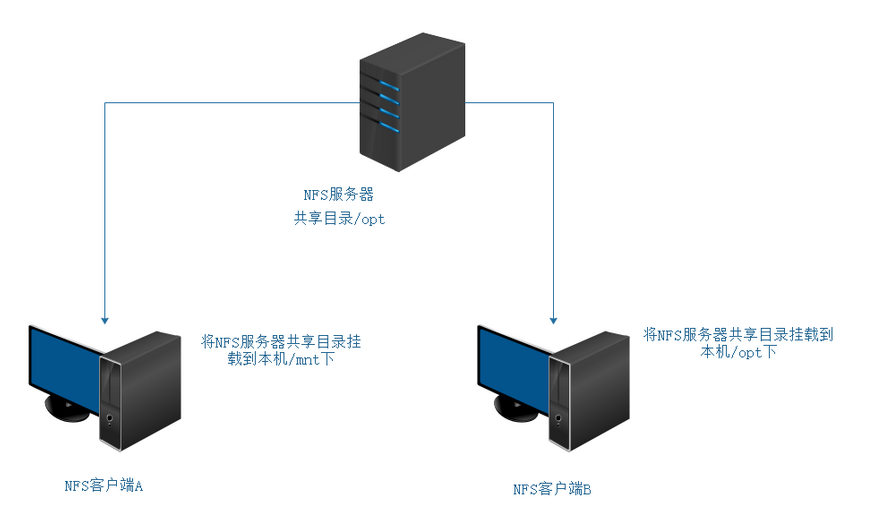 NFS服务器
共享目录/opt
将NFS服务器共享目录挂
载到本机/mnt下
将NFS服务器共享目录挂载到
本机/opt下
NFS客户端A
NFS客户端B